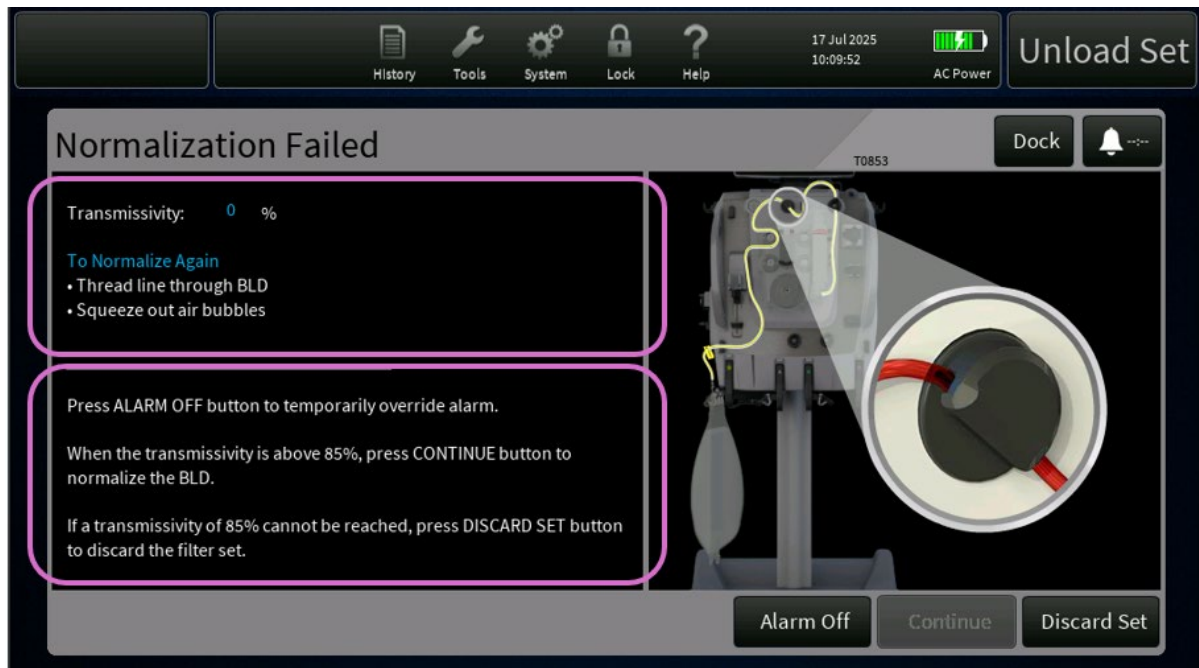 History Tools System Lock Help
17 Jul 2025
10:09:52
AC Power
Unload Set
Normalization Failed
T0853
Dock
--:--
Transmissivity: 0 %
To Normalize Again
• Thread line through BLD
• Squeeze out air bubbles
Press ALARM OFF button to temporarily override alarm.
When the transmissivity is above 85%, press CONTINUE button to
normalize the BLD.
If a transmissivity of 85% cannot be reached, press DISCARD SET button
to discard the filter set.
Alarm Off Continue Discard Set